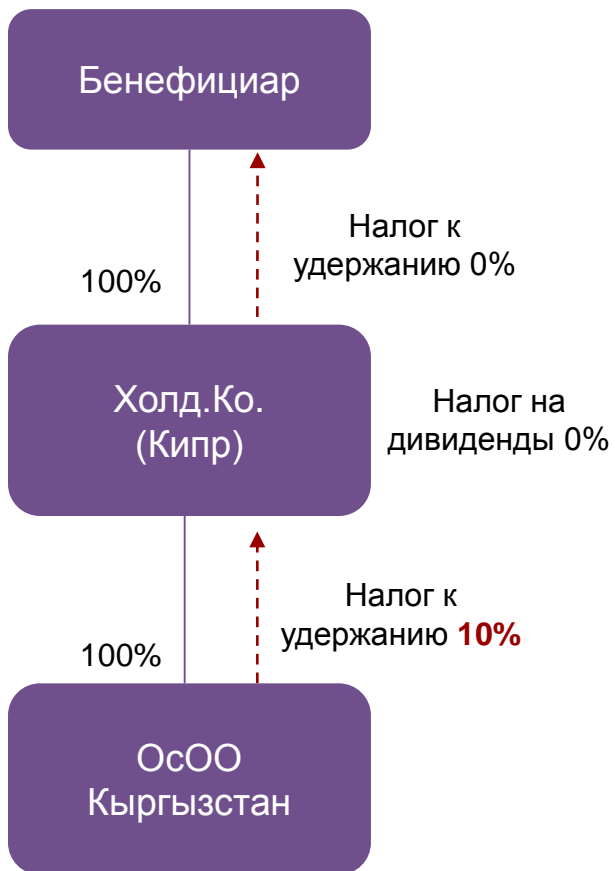 Бенефициар
Налог к
удержанию 0%
100%
Холд.Ко.
(Кипр)
Налог на
дивиденды 0%
Налог к
удержанию 10%
100%
ОсОО
Кыргызстан